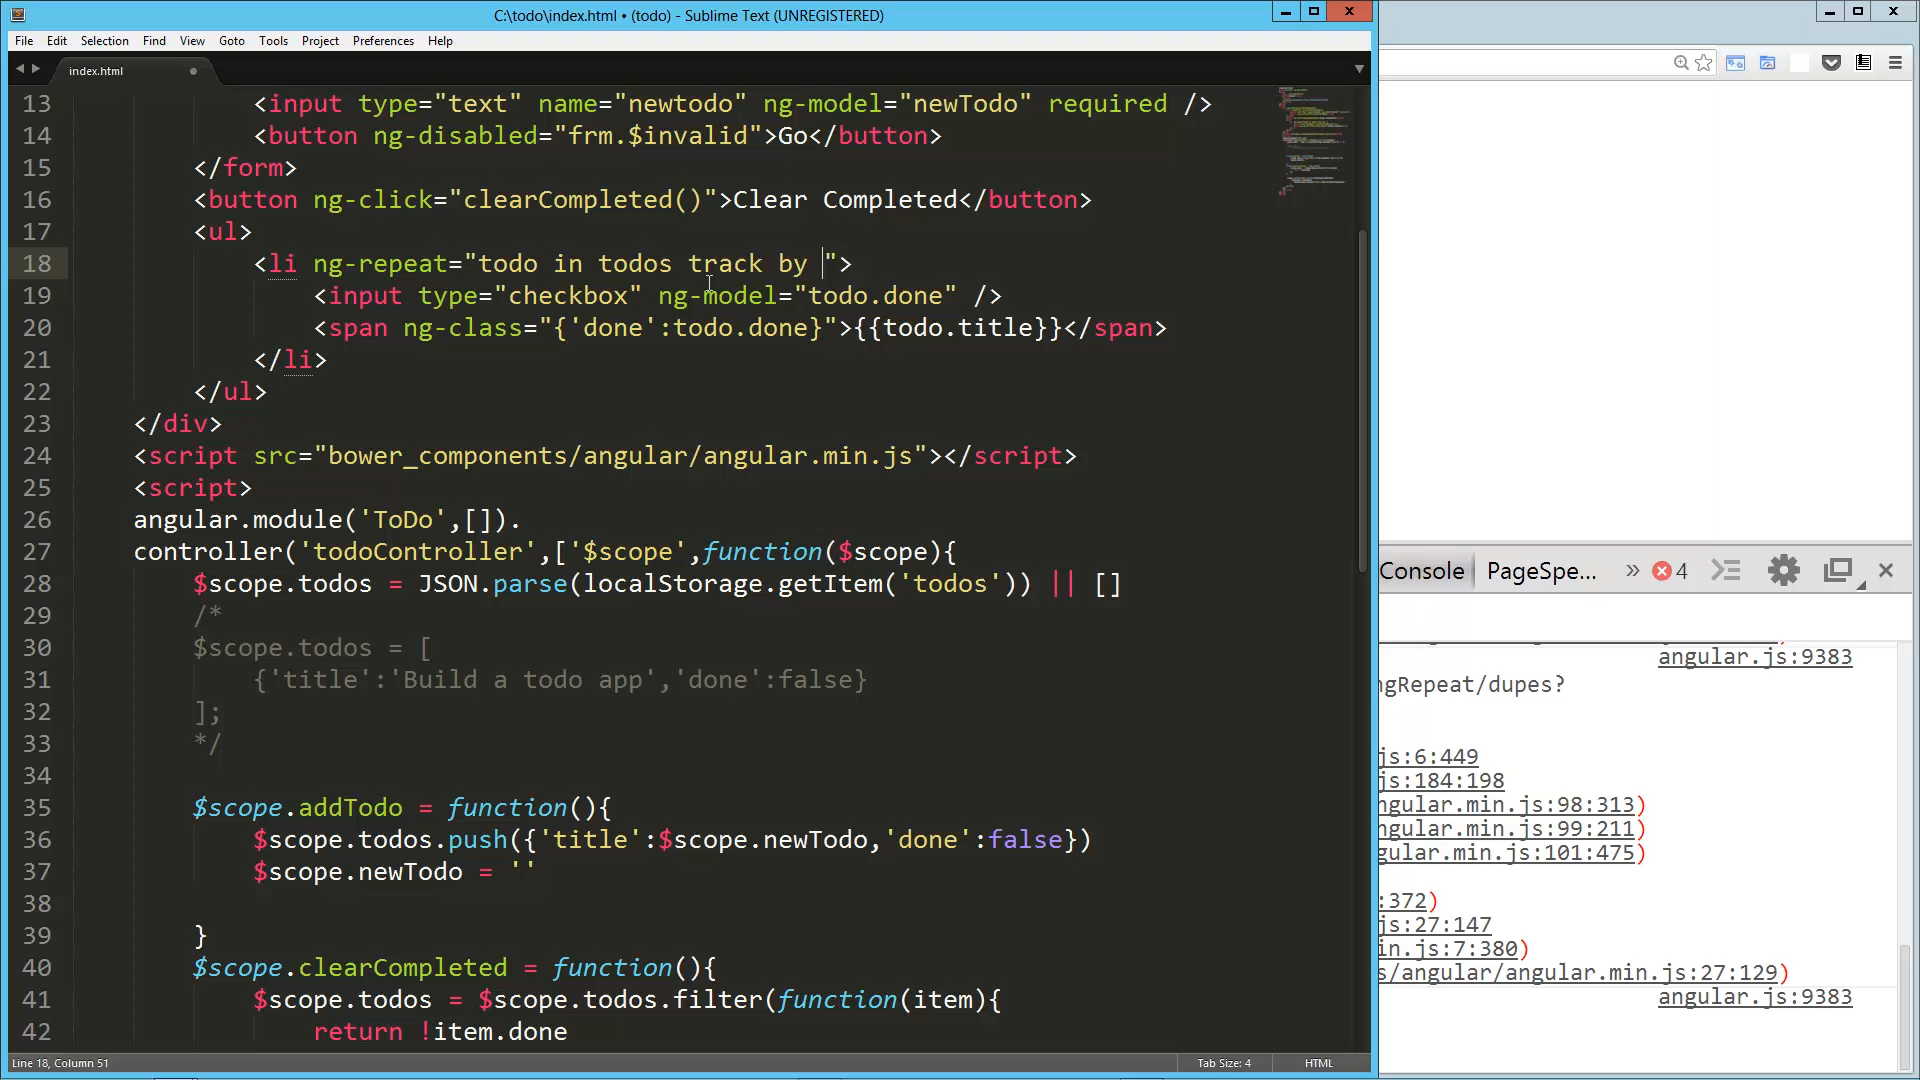 C:\todo\index.html • (todo) - Sublime Text (UNREGISTERED)
File Edit Selection Find View Goto Tools Project Preferences Help
index.html
13 <input type="text" name="newtodo" ng-model="newTodo" required />
14 <button ng-disabled="frm.$invalid">Go</button>
15 </form>
16 <button ng-click="clearCompleted()">Clear Completed</button>
17 <ul>
18 <li ng-repeat="todo in todos track by ">
19 <input type="checkbox" ng-model="todo.done" />
20 <span ng-class="{'done':todo.done}">{{todo.title}}</span>
21 </li>
22 </ul>
23 </div>
24 <script src="bower_components/angular/angular.min.js"></script>
25 <script>
26 angular.module('ToDo',[]).
27 controller('todoController',['$scope',function($scope){
28 $scope.todos = JSON.parse(localStorage.getItem('todos')) || []
29 /*
30 $scope.todos = [
31 {'title':'Build a todo app','done':false}
32 ];
33 */
34
35 $scope.addTodo = function(){
36 $scope.todos.push({'title':$scope.newTodo,'done':false})
37 $scope.newTodo = ''
38
39 }
40 $scope.clearCompleted = function(){
41 $scope.todos = $scope.todos.filter(function(item){
42 return !item.done
Line 18, Column 51 Tab Size: 4 HTML
Console PageSpe... » 4
angular.js:9383
ngRepeat/dupes?
js:6:449
js:184:198
ngular.min.js:98:313)
ngular.min.js:99:211)
gular.min.js:101:475)
:372)
js:27:147
in.js:7:380)
s/angular/angular.min.js:27:129)
angular.js:9383